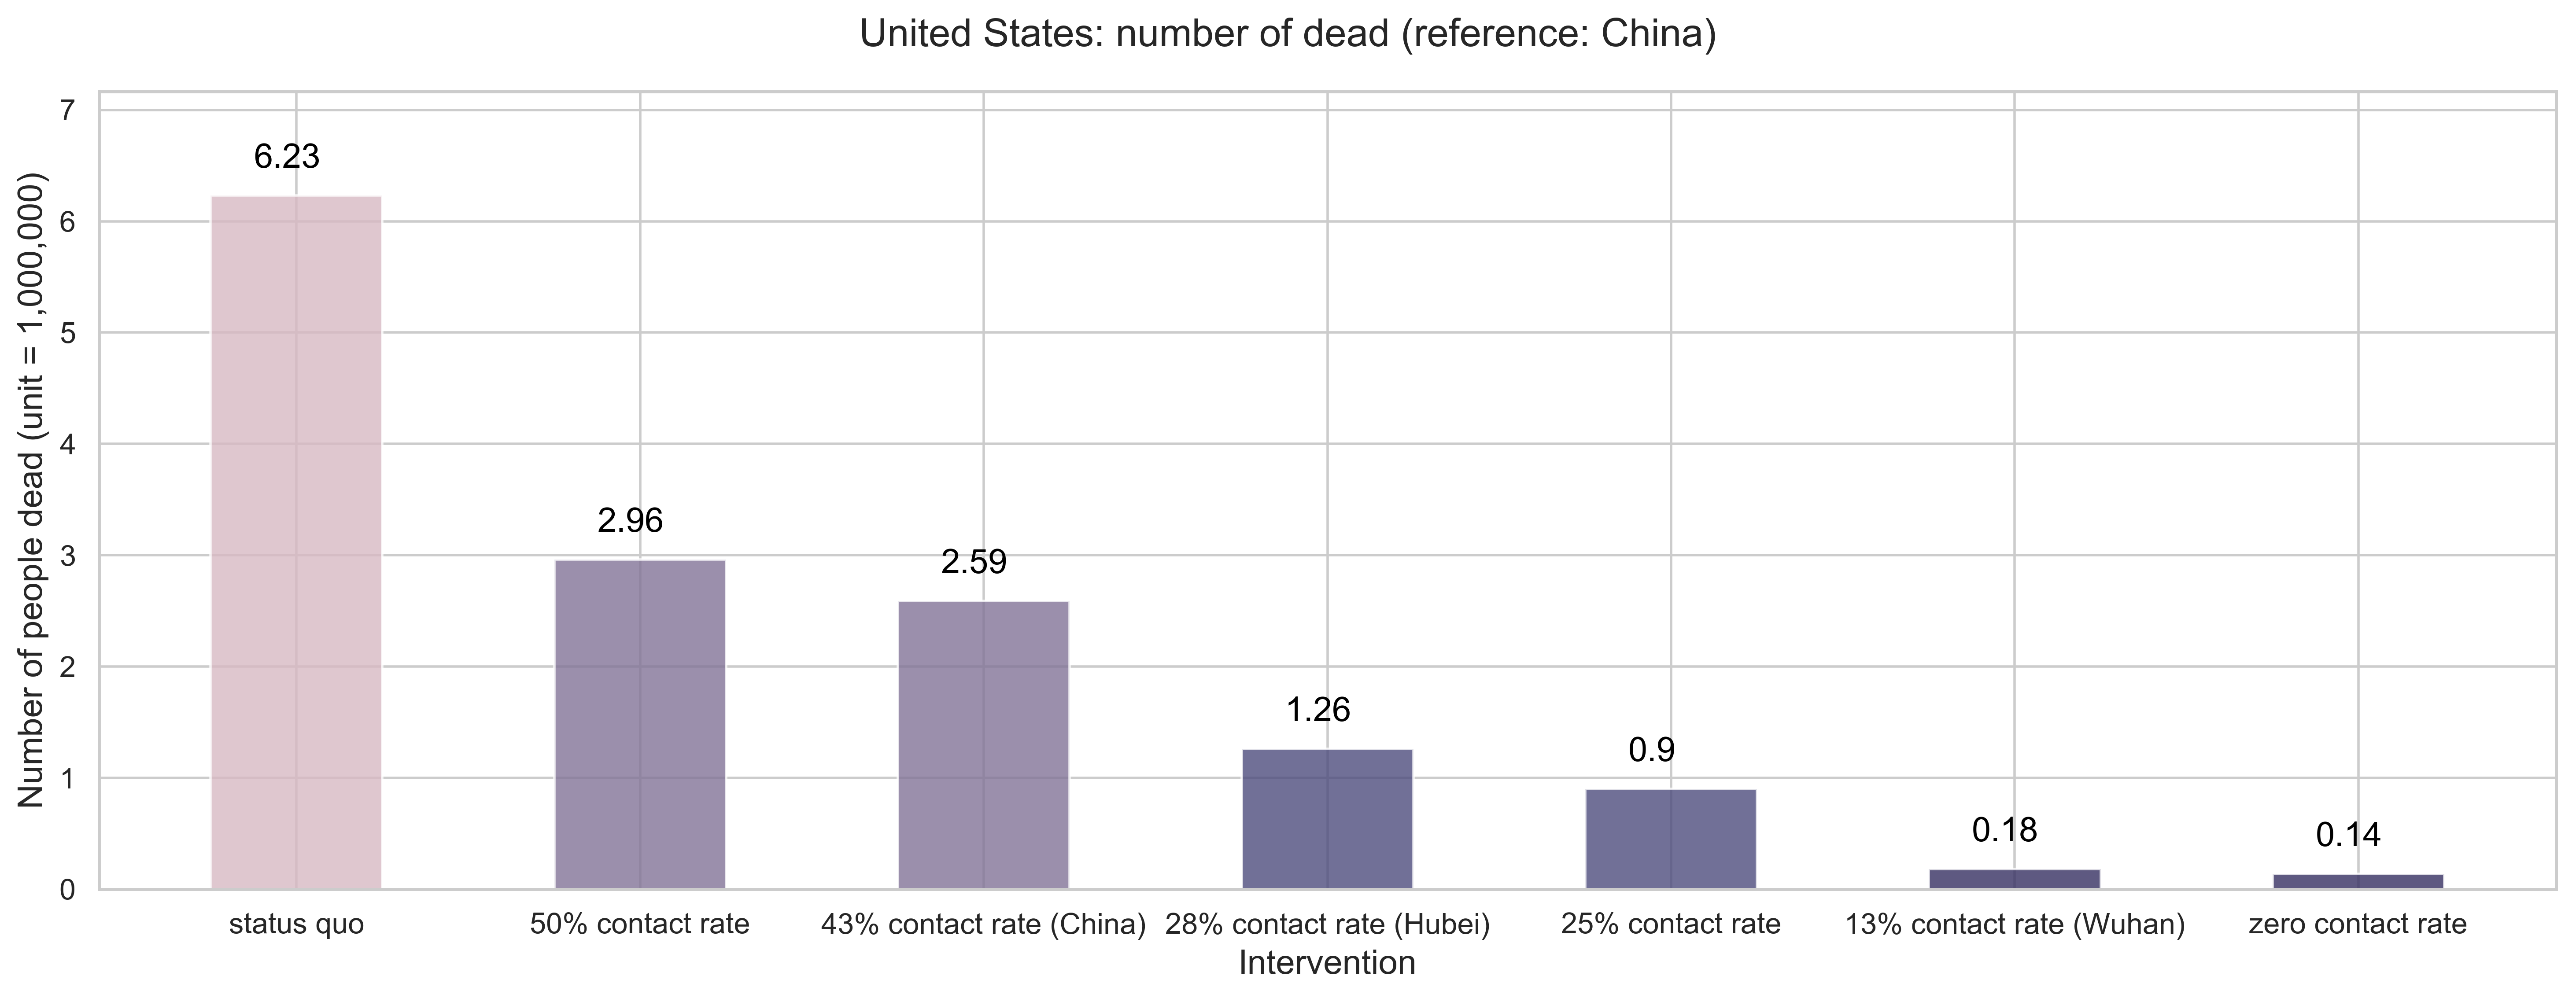 United States: number of dead (reference: China)
Number of people dead (unit = 1,000,000)
7
6
5
4
3
2
1
0
6.23
2.96
2.59
1.26
0.9
0.18
0.14
status quo
50% contact rate
43% contact rate (China)
28% contact rate (Hubei)
25% contact rate
13% contact rate (Wuhan)
zero contact rate
Intervention